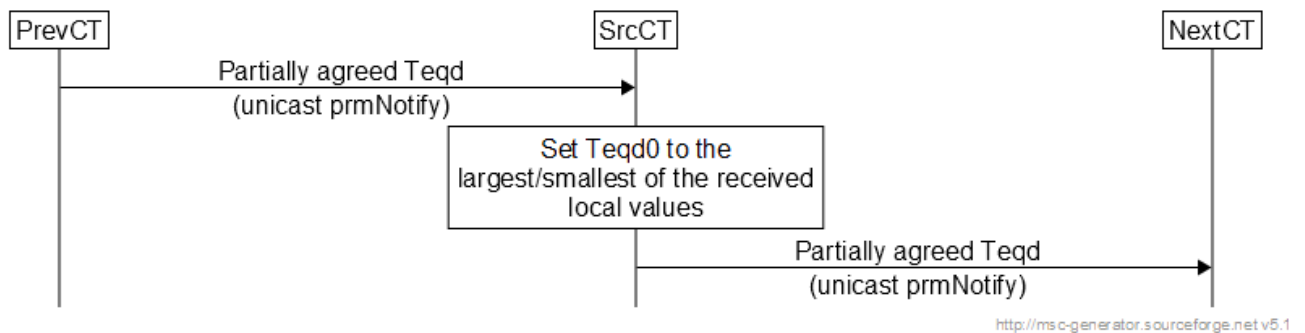 PrevCT SrcCT NextCT
Partially agreed Teqd
(unicast prmNotify)
Set Teqd0 to the
largest/smallest of the received
local values
Partially agreed Teqd
(unicast prmNotify)
http://msc-generator.sourceforge.net v5.1